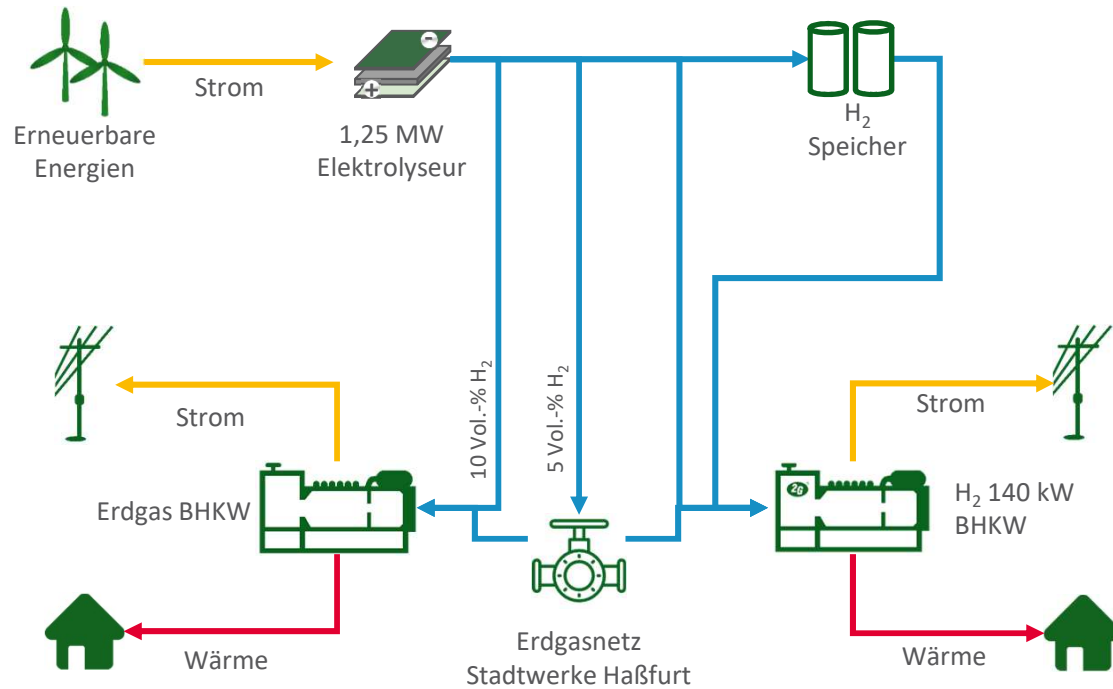 Strom
Erneuerbare
Energien
1,25 MW
Elektrolyseur
H₂
Speicher
10 Vol.-% H₂
5 Vol.-% H₂
Strom
Strom
Erdgas BHKW
2G
H₂ 140 kW
BHKW
Erdgasnetz
Stadtwerke Haßfurt
Wärme
Wärme